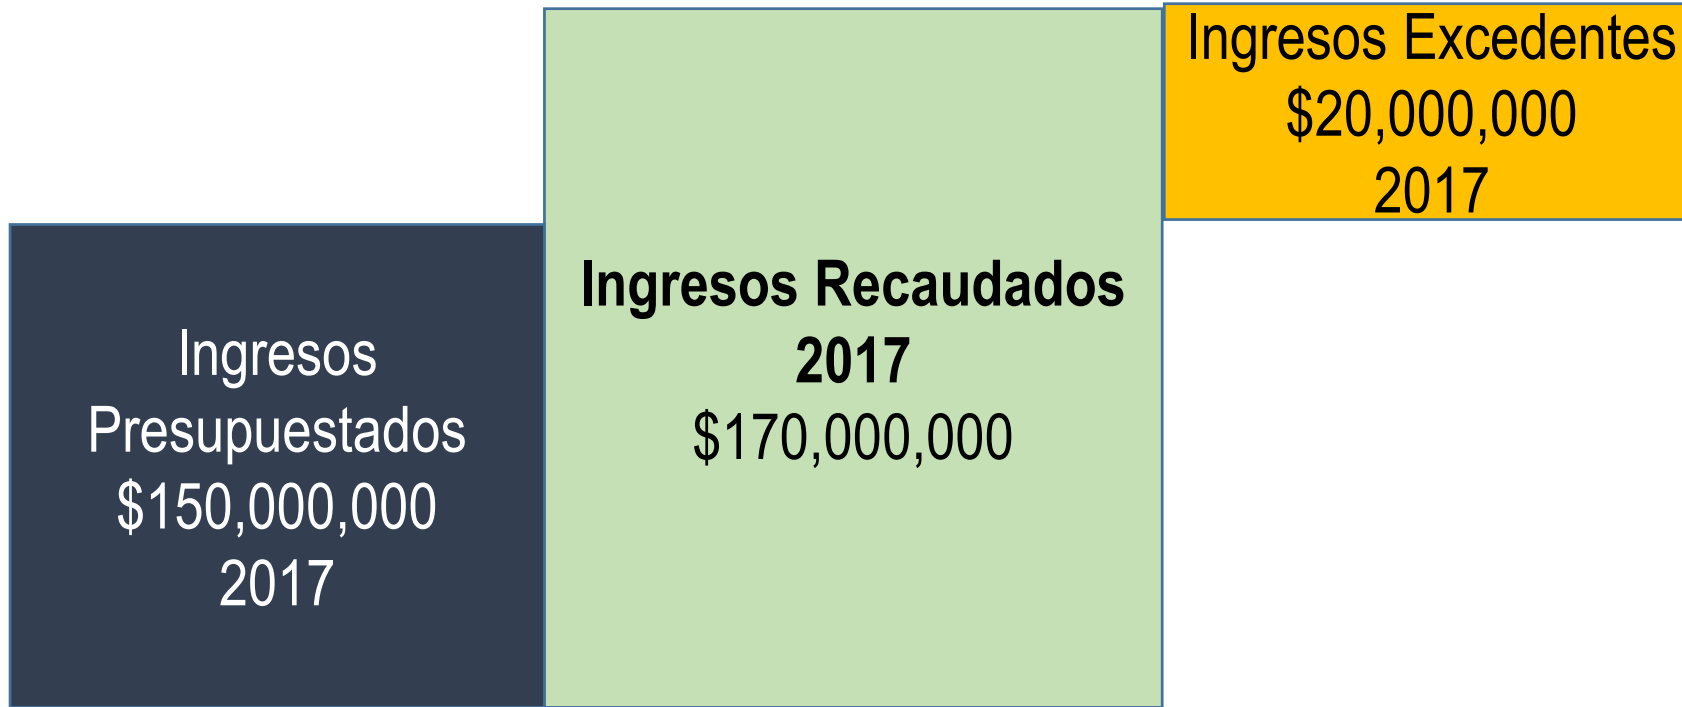 Ingresos
Presupuestados
$150,000,000
2017
Ingresos Recaudados
2017
$170,000,000
Ingresos Excedentes
$20,000,000
2017